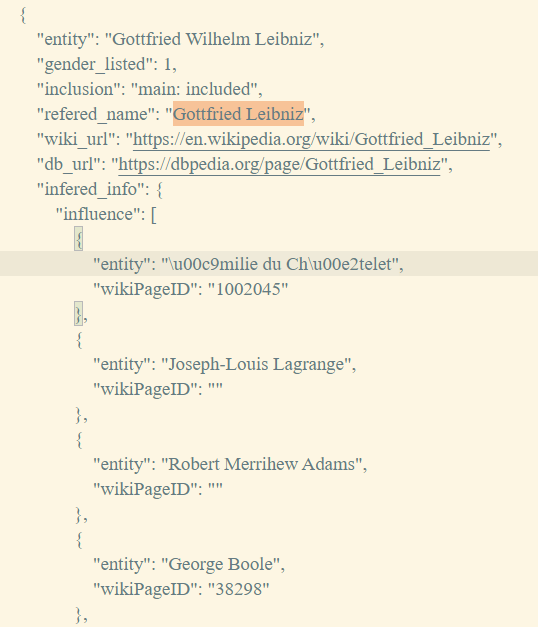 {
"entity": "Gottfried Wilhelm Leibniz",
"gender_listed": 1,
"inclusion": "main: included",
"refered_name": "Gottfried Leibniz",
"wiki_url": "https://en.wikipedia.org/wiki/Gottfried_Leibniz",
"db_url": "https://dbpedia.org/page/Gottfried_Leibniz",
"infered_info": {
"influence": [
{
"entity": "\u00c9milie du Ch\u00e2telet",
"wikiPageID": "1002045"
},
{
"entity": "Joseph-Louis Lagrange",
"wikiPageID": ""
},
{
"entity": "Robert Merrihew Adams",
"wikiPageID": ""
},
{
"entity": "George Boole",
"wikiPageID": "38298"
},